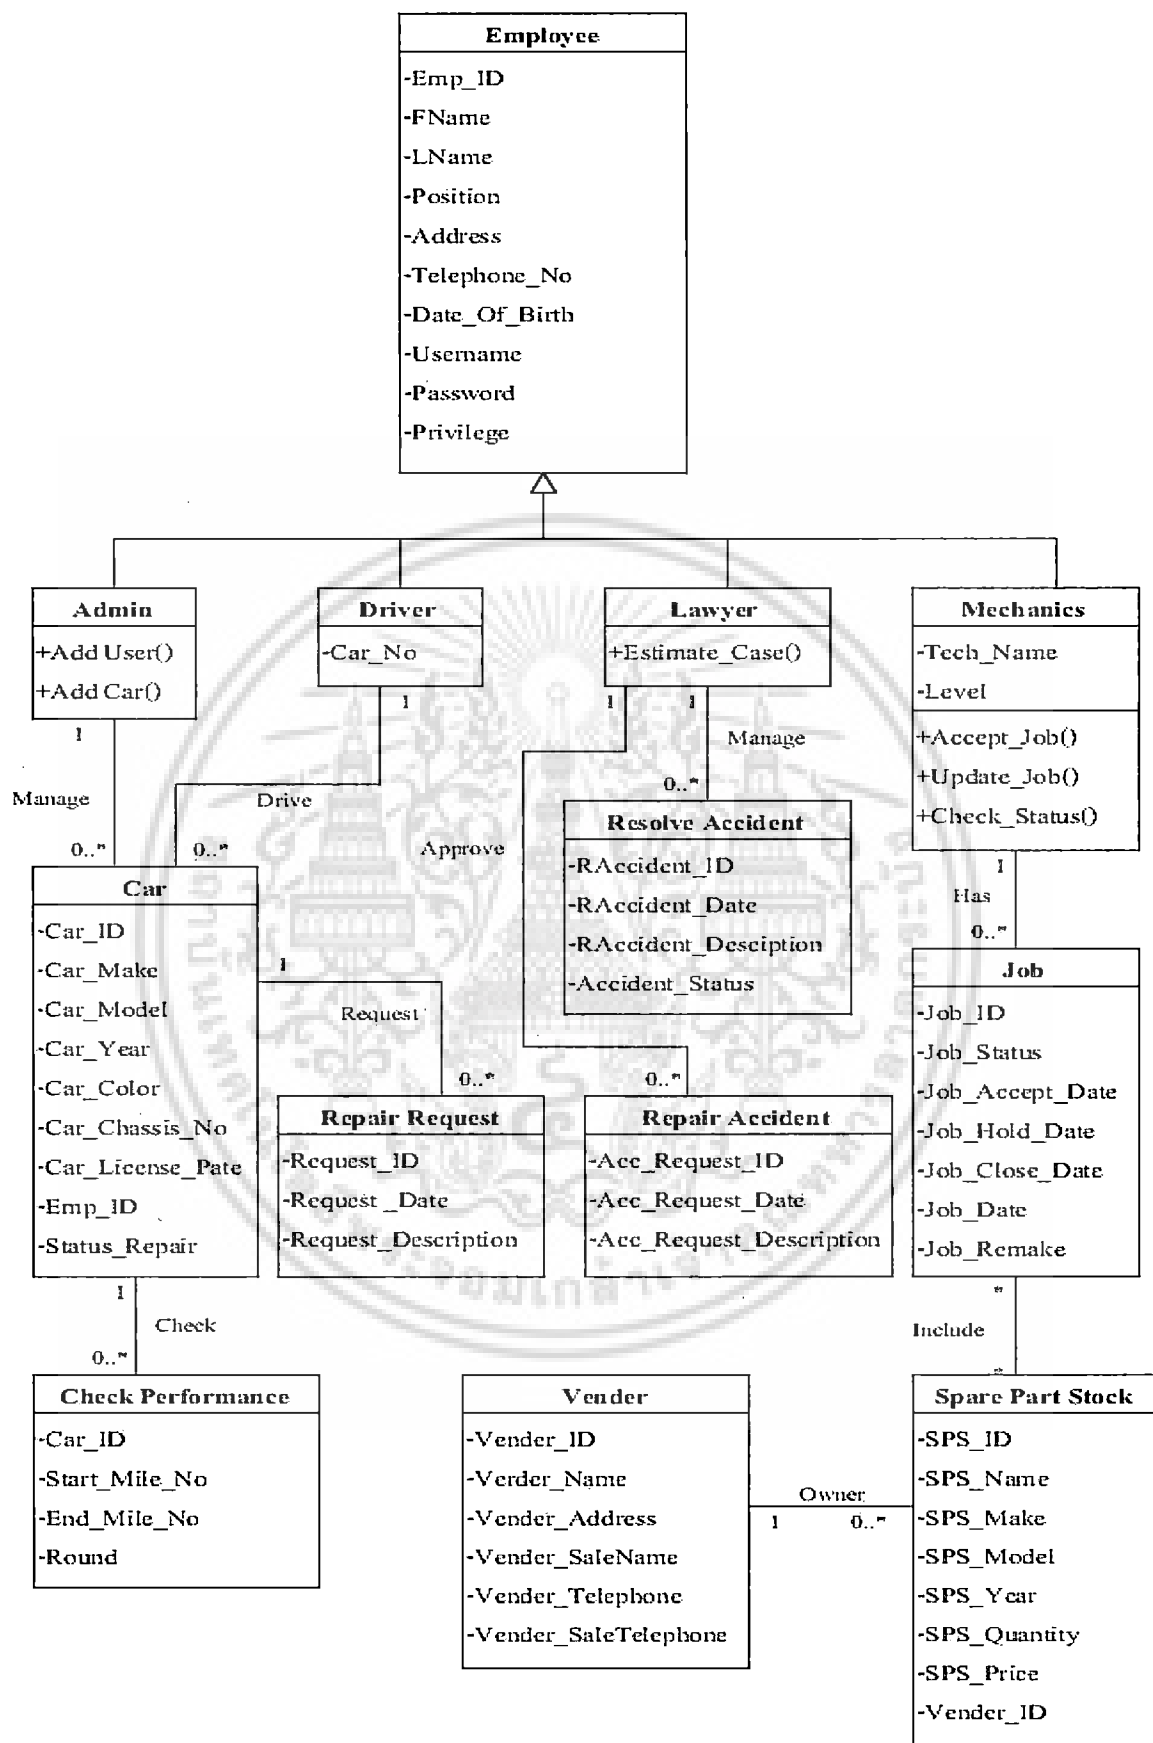 Employee
-Emp_ID
-FName
-LName
-Position
-Address
-Telephone_No
-Date_Of_Birth
-Username
-Password
-Privilege
Admin
+Add User()
+Add Car()
Driver
-Car_No
Lawyer
+Estimate_Case()
Mechanics
-Tech_Name
-Level
+Accept_Job()
+Update_Job()
+Check_Status()
1
Manage
0..*
1
Drive
0..*
1
Approve
0..*
1
Manage
0..*
1
Has
0..*
Resolve Accident
-RAccident_ID
-RAccident_Date
-RAccident_Desciption
-Accident_Status
Car
-Car_ID
-Car_Make
-Car_Model
-Car_Year
-Car_Color
-Car_Chassis_No
-Car_License_Pate
-Emp_ID
-Status_Repair
1
Request
0..*
Repair Request
-Request_ID
-Request _Date
-Request_Description
Repair Accident
-Acc_Request_ID
-Acc_Request_Date
-Acc_Request_Description
Job
-Job_ID
-Job_Status
-Job_Accept_Date
-Job_Hold_Date
-Job_Close_Date
-Job_Date
-Job_Remake
1
Check
0..*
*
Include
*
Check Performance
-Car_ID
-Start_Mile_No
-End_Mile_No
-Round
Vender
-Vender_ID
-Verder_Name
-Vender_Address
-Vender_SaleName
-Vender_Telephone
-Vender_SaleTelephone
Owner
1
0..*
Spare Part Stock
-SPS_ID
-SPS_Name
-SPS_Make
-SPS_Model
-SPS_Year
-SPS_Quantity
-SPS_Price
-Vender_ID